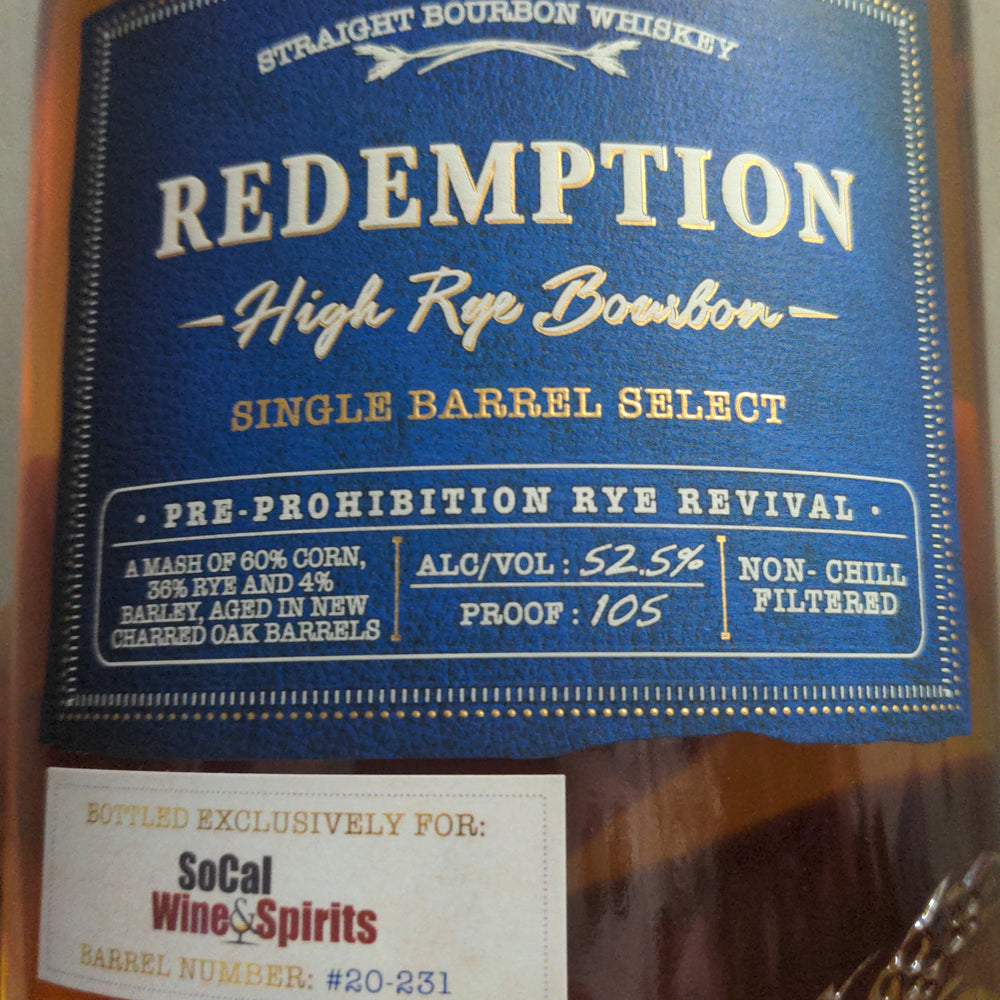 STRAIGHT BOURBON WHISKEY
REDEMPTION
High Rye Bourbon
SINGLE BARREL SELECT
· PRE-PROHIBITION RYE REVIVAL ·
A MASH OF 60% CORN,
36% RYE AND 4%
BARLEY, AGED IN NEW
CHARRED OAK BARRELS
ALC/VOL : 52.5%
PROOF : 105
NON- CHILL
FILTERED
BOTTLED EXCLUSIVELY FOR:
SoCal
Wine&Spirits
BARREL NUMBER: #20-231